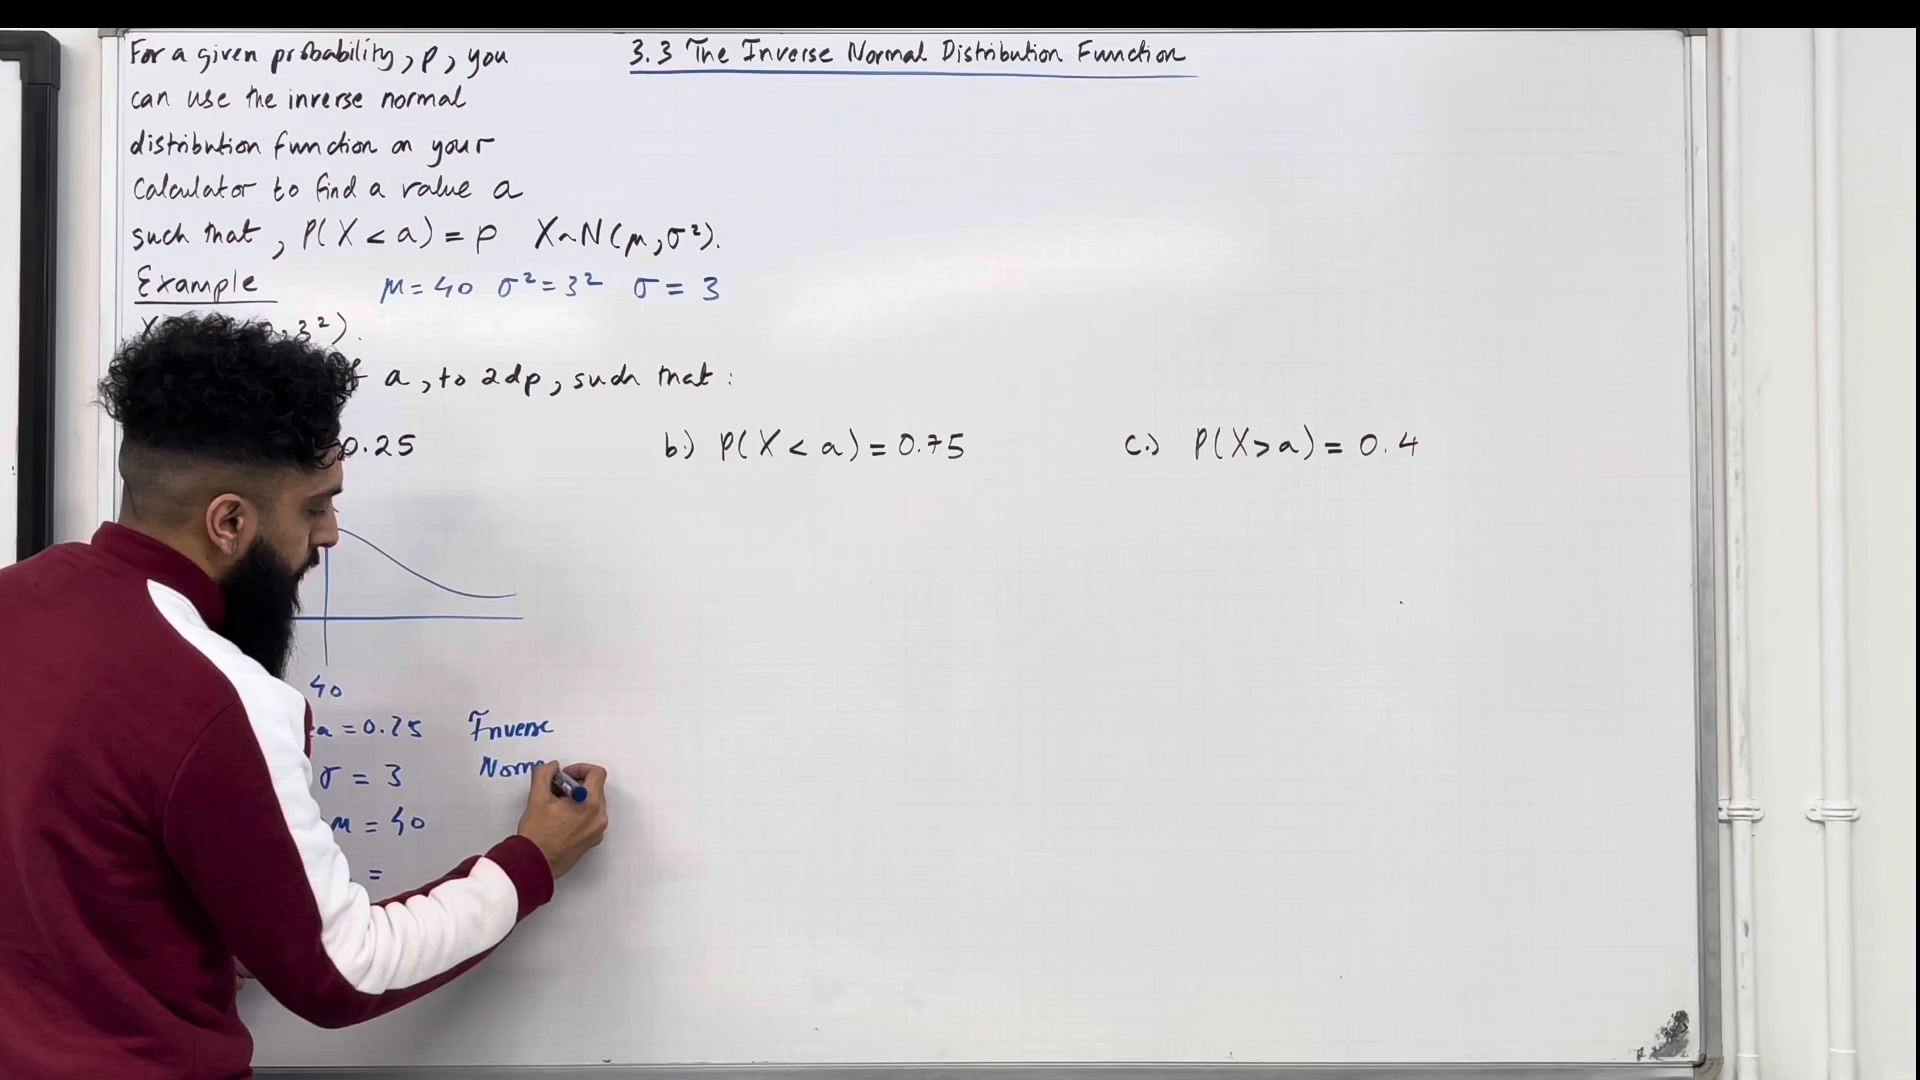 3.3 The Inverse Normal Distribution Function
For a given probability, p, you
can use the inverse normal
distribution function on your
calculator to find a value a
such that, P(X < a) = p X~N(μ, σ²).
Example
μ = 40 σ² = 3² σ = 3
X 3²).
a, to 2dp, such that:
0.25
b.) P(X < a) = 0.75
c.) P(X > a) = 0.4
40
a = 0.25
σ = 3
μ = 40
=
Inverse
Norm